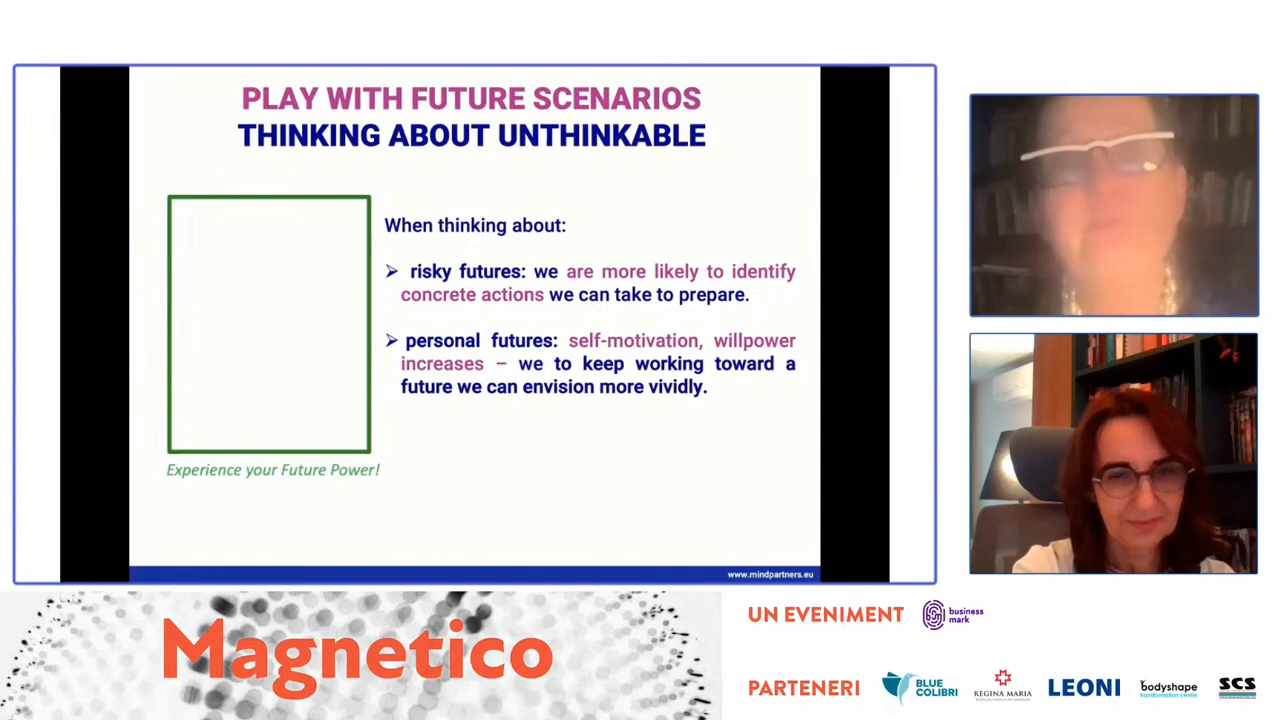 PLAY WITH FUTURE SCENARIOS
THINKING ABOUT UNTHINKABLE
When thinking about:
➢ risky futures: we are more likely to identify
concrete actions we can take to prepare.
➢ personal futures: self-motivation, willpower
increases – we to keep working toward a
future we can envision more vividly.
Experience your Future Power!
www.mindpartners.eu
Magnetico
UN EVENIMENT
business
mark
PARTENERI
BLUE
COLIBRI
REGINA MARIA
LEONI
bodyshape
transformation centre
SCS